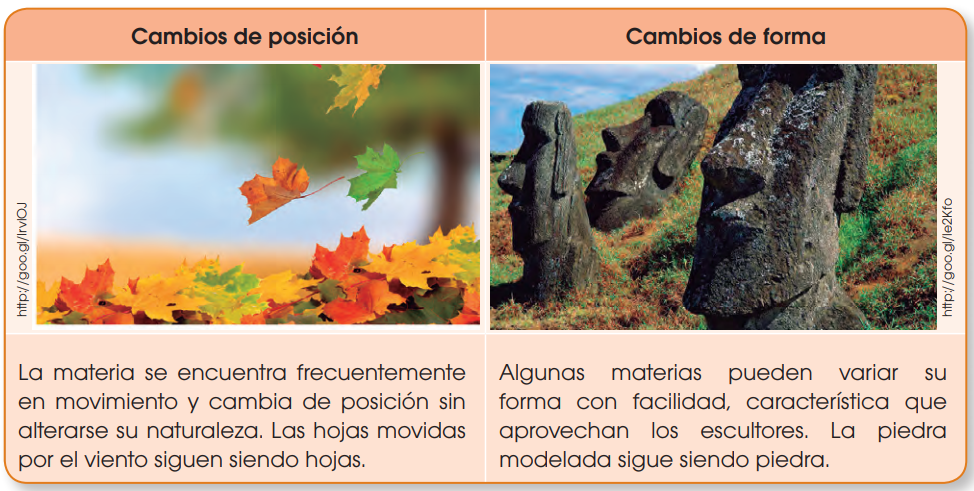 Cambios de posición
Cambios de forma
http://goo.gl/IrvlOJ
http://goo.gl/Ie2Kfo
La materia se encuentra frecuentemente
en movimiento y cambia de posición sin
alterarse su naturaleza. Las hojas movidas
por el viento siguen siendo hojas.
Algunas materias pueden variar su
forma con facilidad, característica que
aprovechan los escultores. La piedra
modelada sigue siendo piedra.